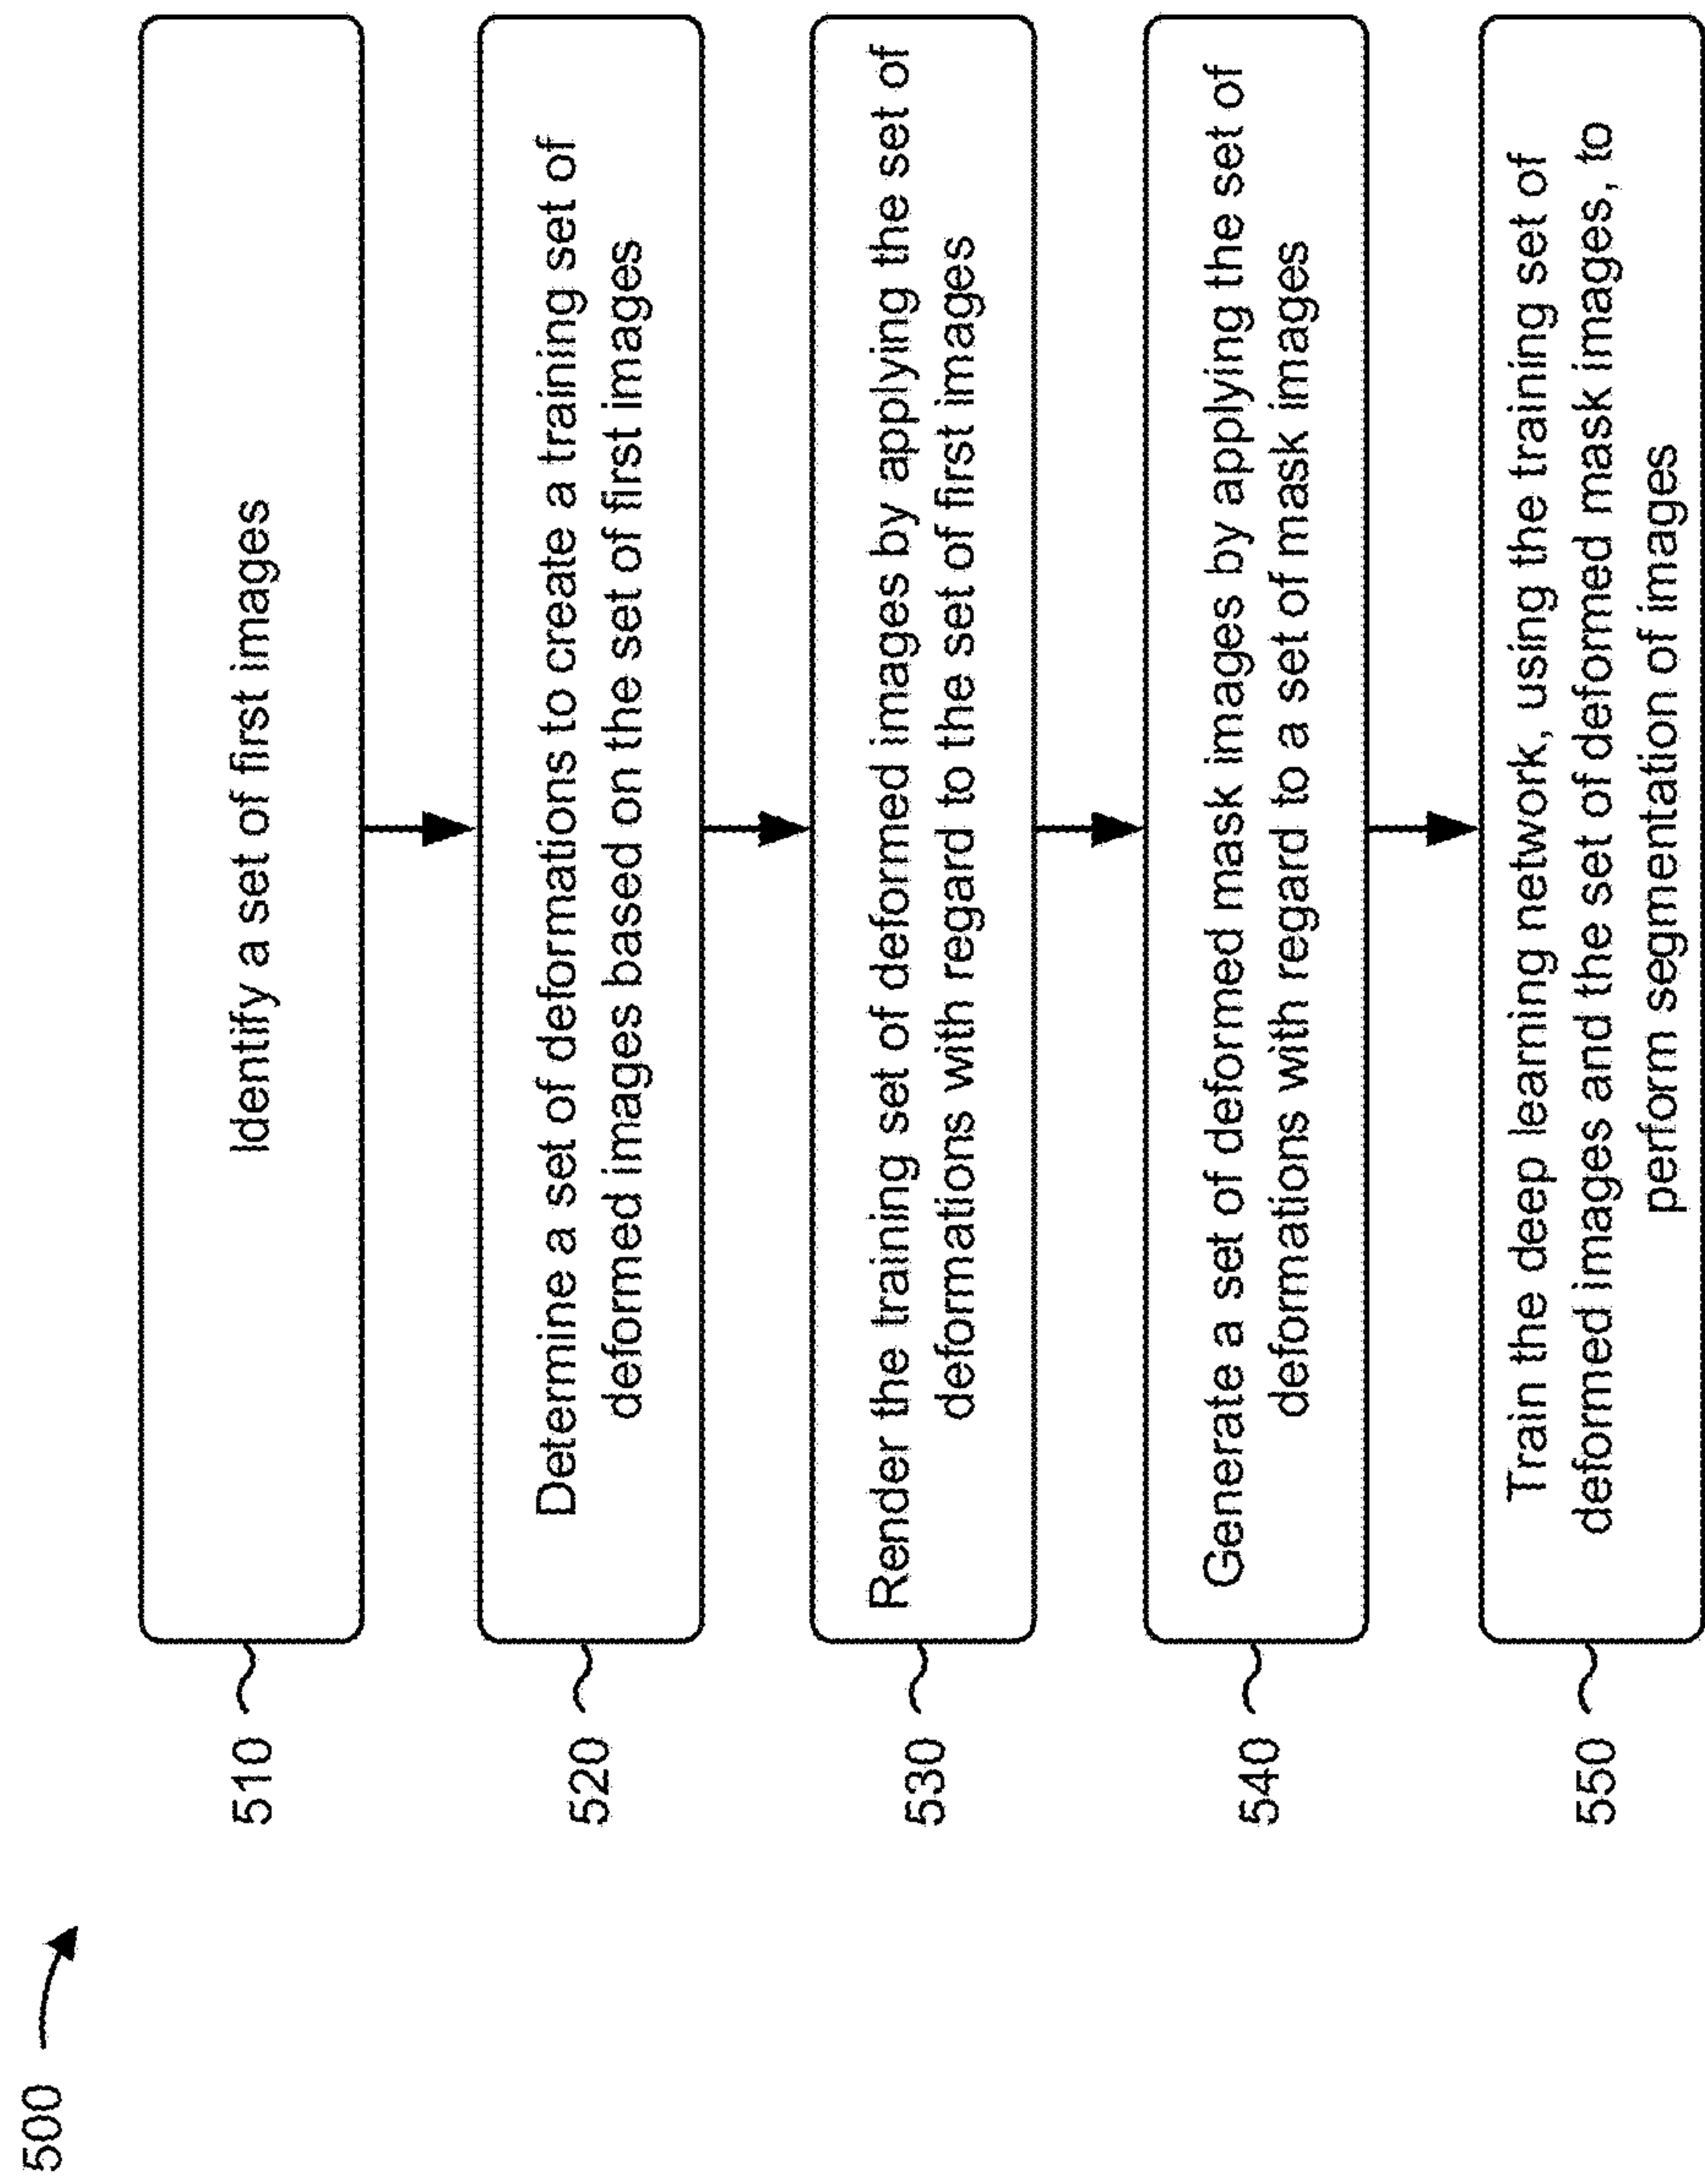 500
510
Identify a set of first images
520
Determine a set of deformations to create a training set of
deformed images based on the set of first images
530
Render the training set of deformed images by applying the set of
deformations with regard to the set of first images
540
Generate a set of deformed mask images by applying the set of
deformations with regard to a set of mask images
550
Train the deep learning network, using the training set of
deformed images and the set of deformed mask images, to
perform segmentation of images